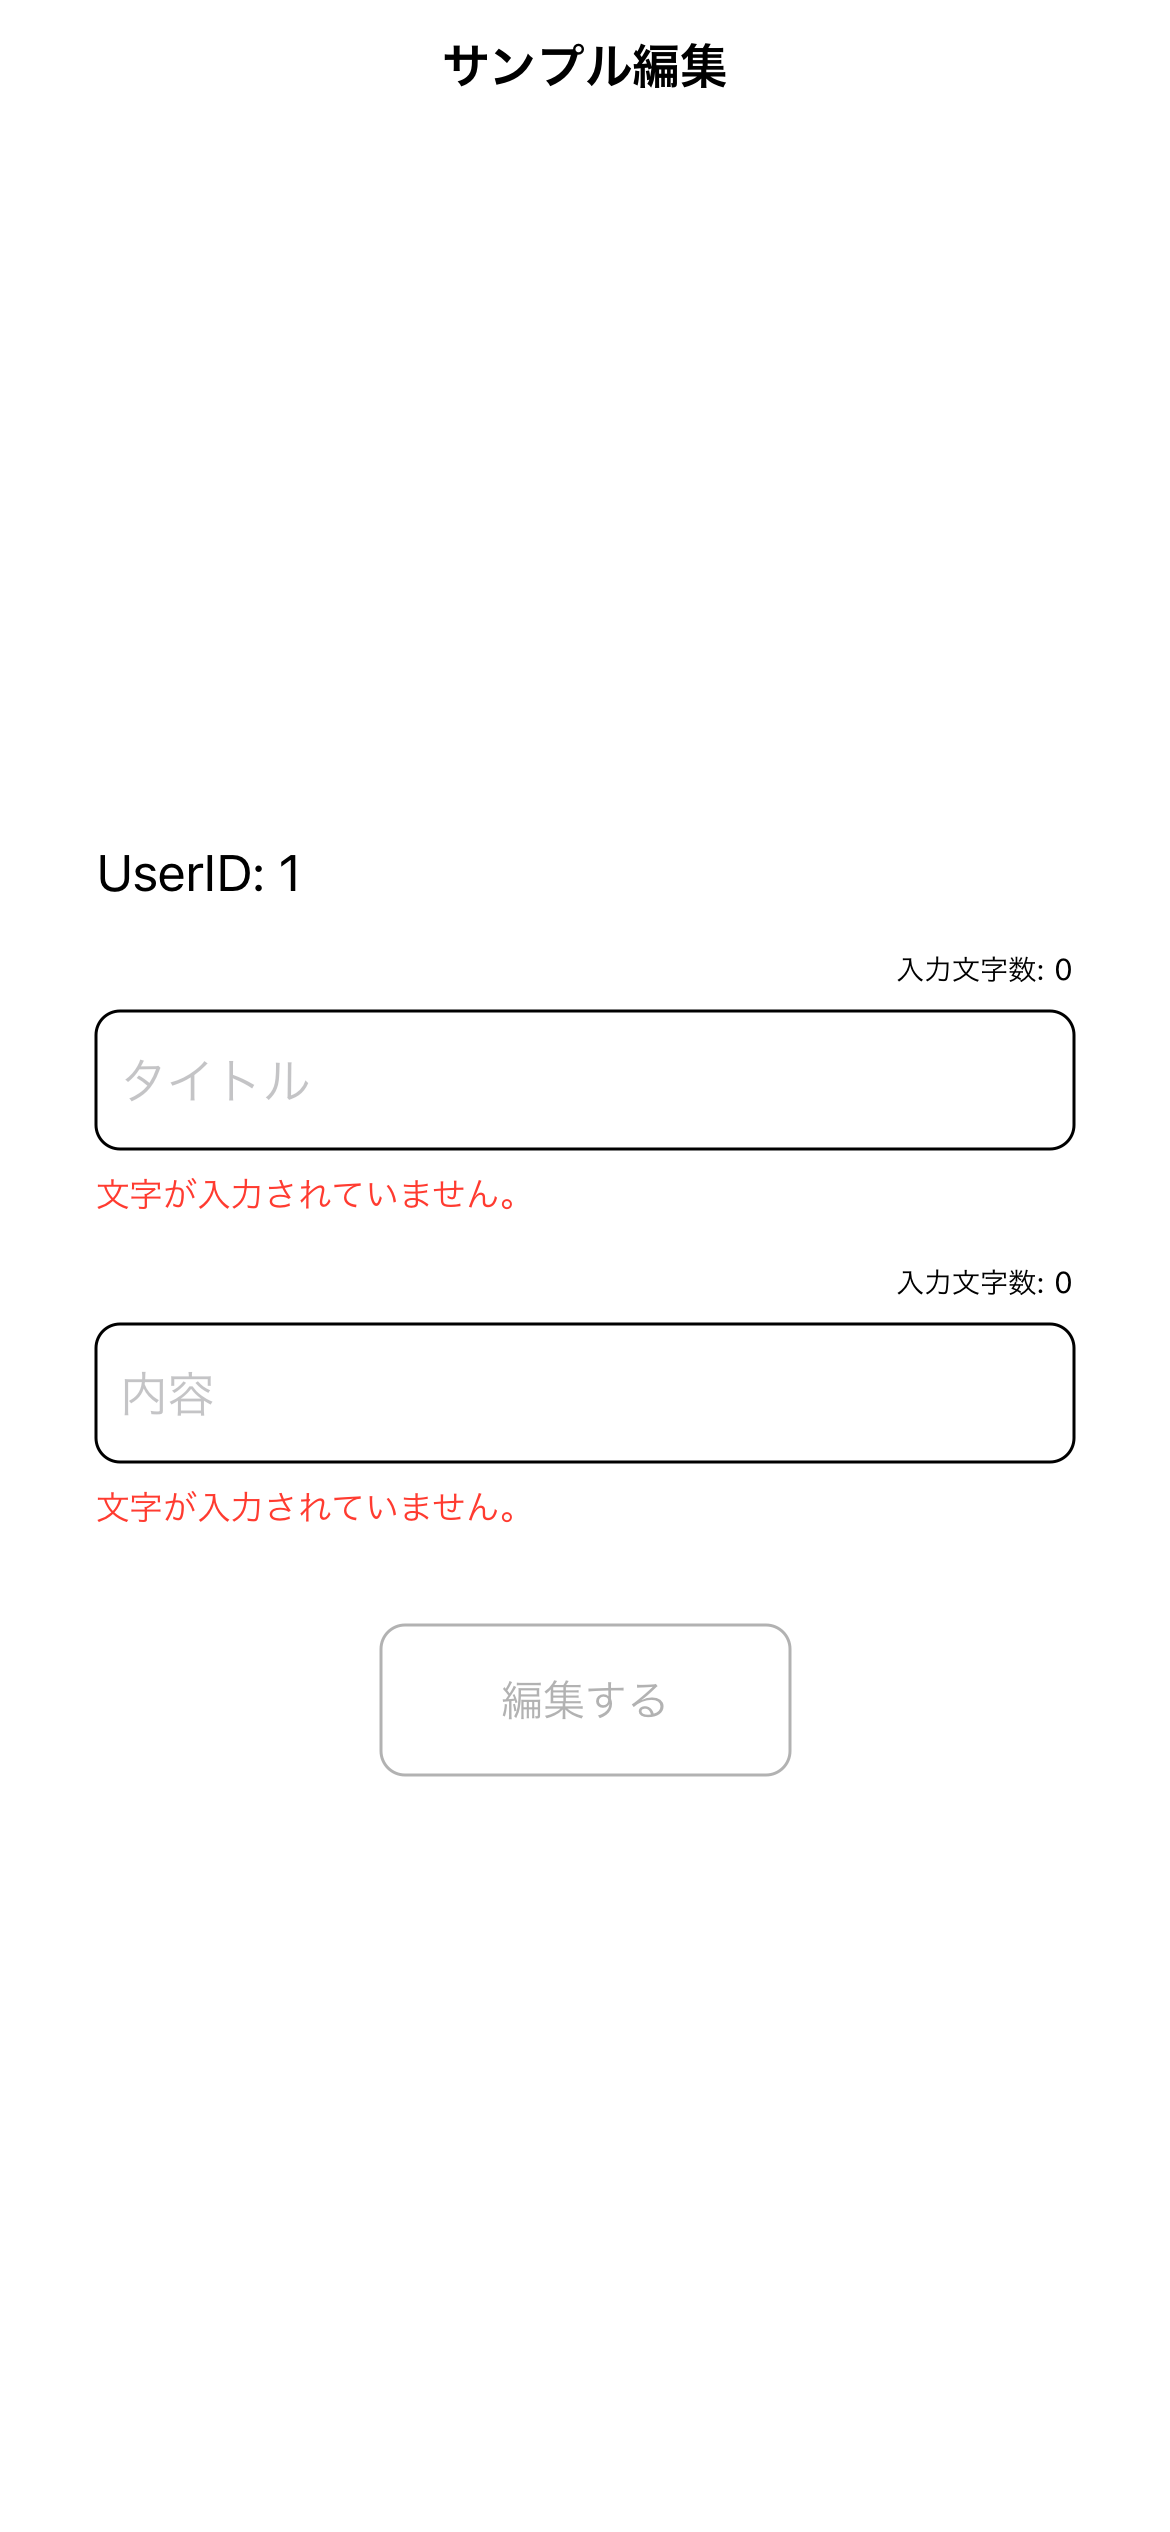 サンプル編集
UserID: 1
入力文字数: 0
タイトル
文字が入力されていません。
入力文字数: 0
内容
文字が入力されていません。
編集する